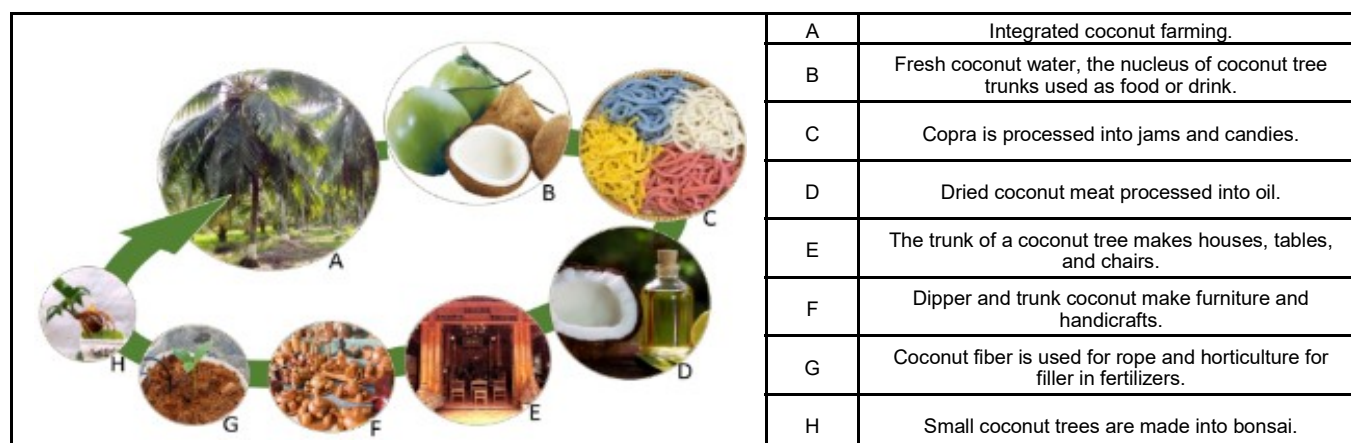 A
B
C
D
E
F
G
H
A Integrated coconut farming.
B Fresh coconut water, the nucleus of coconut tree
trunks used as food or drink.
C Copra is processed into jams and candies.
D Dried coconut meat processed into oil.
E The trunk of a coconut tree makes houses, tables,
and chairs.
F Dipper and trunk coconut make furniture and
handicrafts.
G Coconut fiber is used for rope and horticulture for
filler in fertilizers.
H Small coconut trees are made into bonsai.